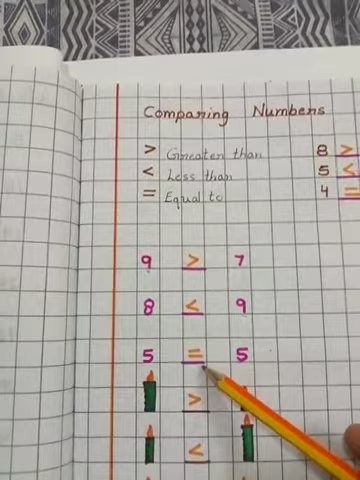 Comparing Numbers
> Greater than 8 >
< Less than 5 <
= Equal to 4 =
9 > 7
8 < 9
5 = 5
>
<